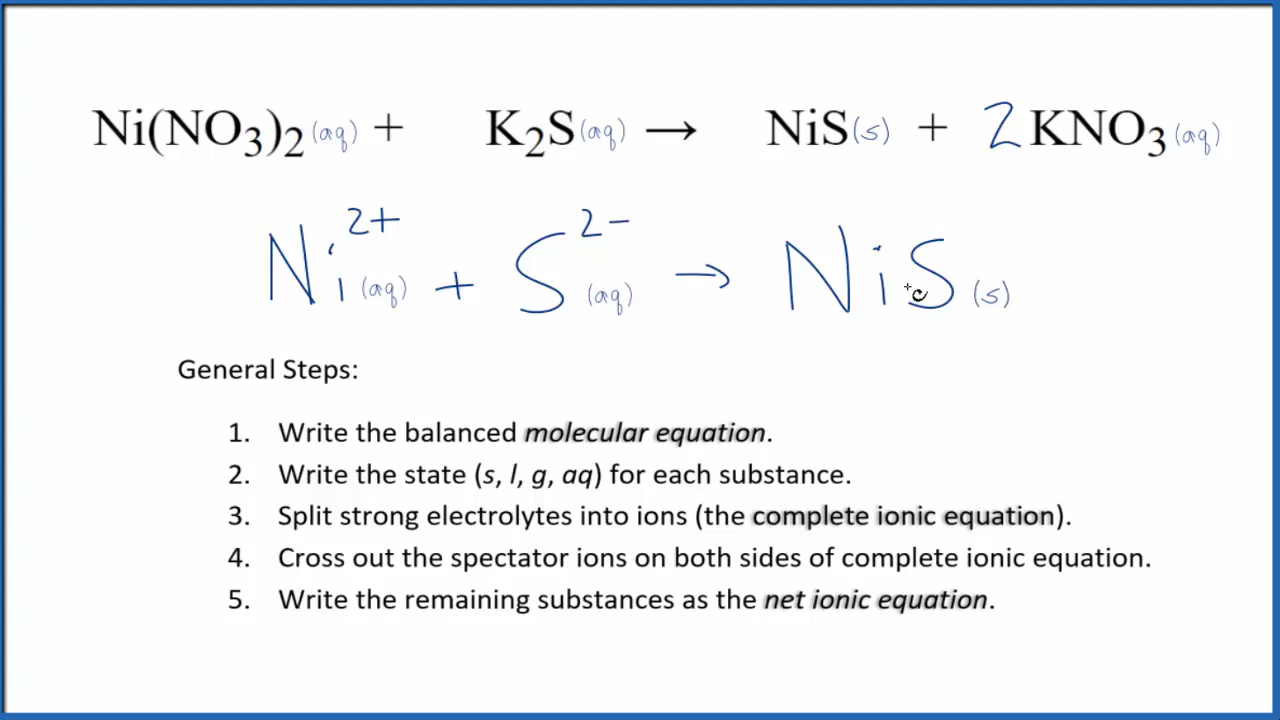 Ni(NO3)2(aq) + K2S(aq) → NiS(s) + 2KNO3(aq)
Ni2+(aq) + S2-(aq) → NiS(s)
General Steps:
1. Write the balanced molecular equation.
2. Write the state (s, l, g, aq) for each substance.
3. Split strong electrolytes into ions (the complete ionic equation).
4. Cross out the spectator ions on both sides of complete ionic equation.
5. Write the remaining substances as the net ionic equation.